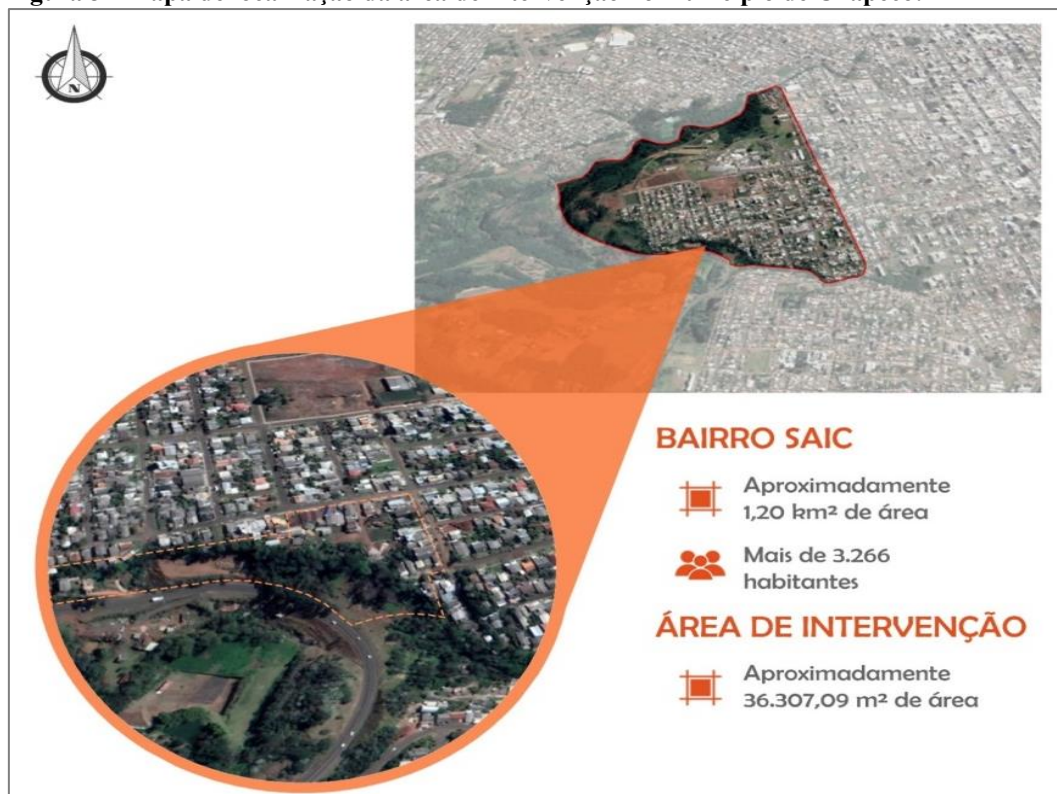 N
BAIRRO SAIC
Aproximadamente
1,20 km² de área
Mais de 3.266
habitantes
ÁREA DE INTERVENÇÃO
Aproximadamente
36.307,09 m² de área